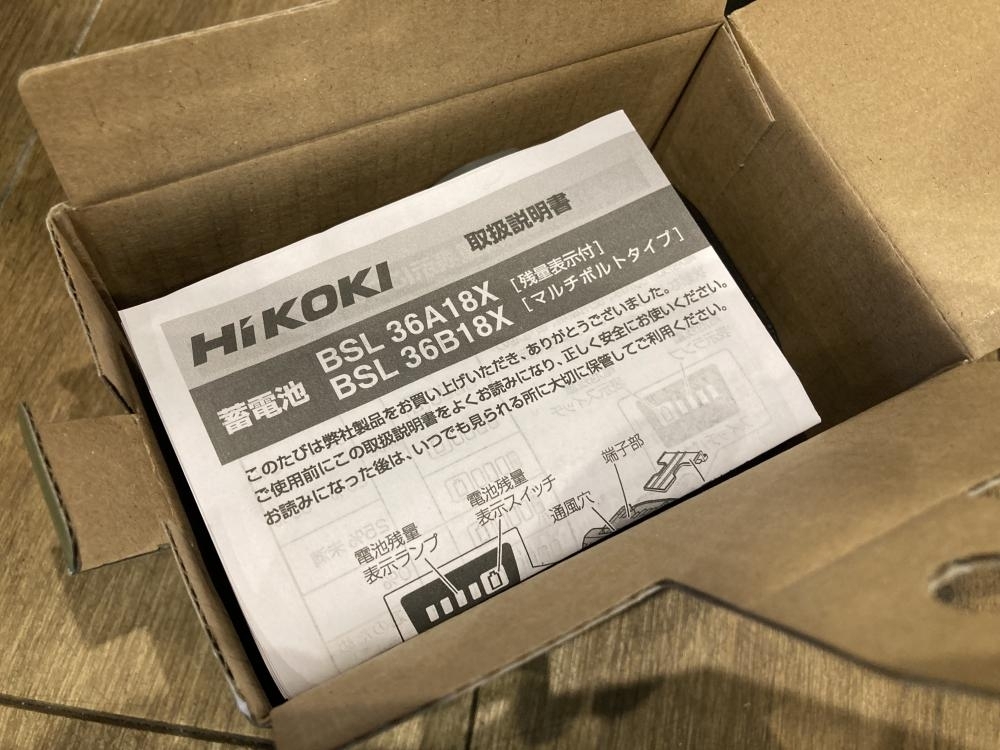 取扱説明書
HiKOKI
蓄電池
BSL 36A18X [残量表示付]
BSL 36B18X [マルチボルトタイプ]
このたびは弊社製品をお買い上げいただき、ありがとうございました。
ご使用前にこの取扱説明書をよくお読みになり、正しく安全にお使いください。
お読みになった後は、いつでも見られる所に大切に保管してご利用ください。
端子部
電池残量
表示スイッチ
通風穴
電池残量
表示ランプ